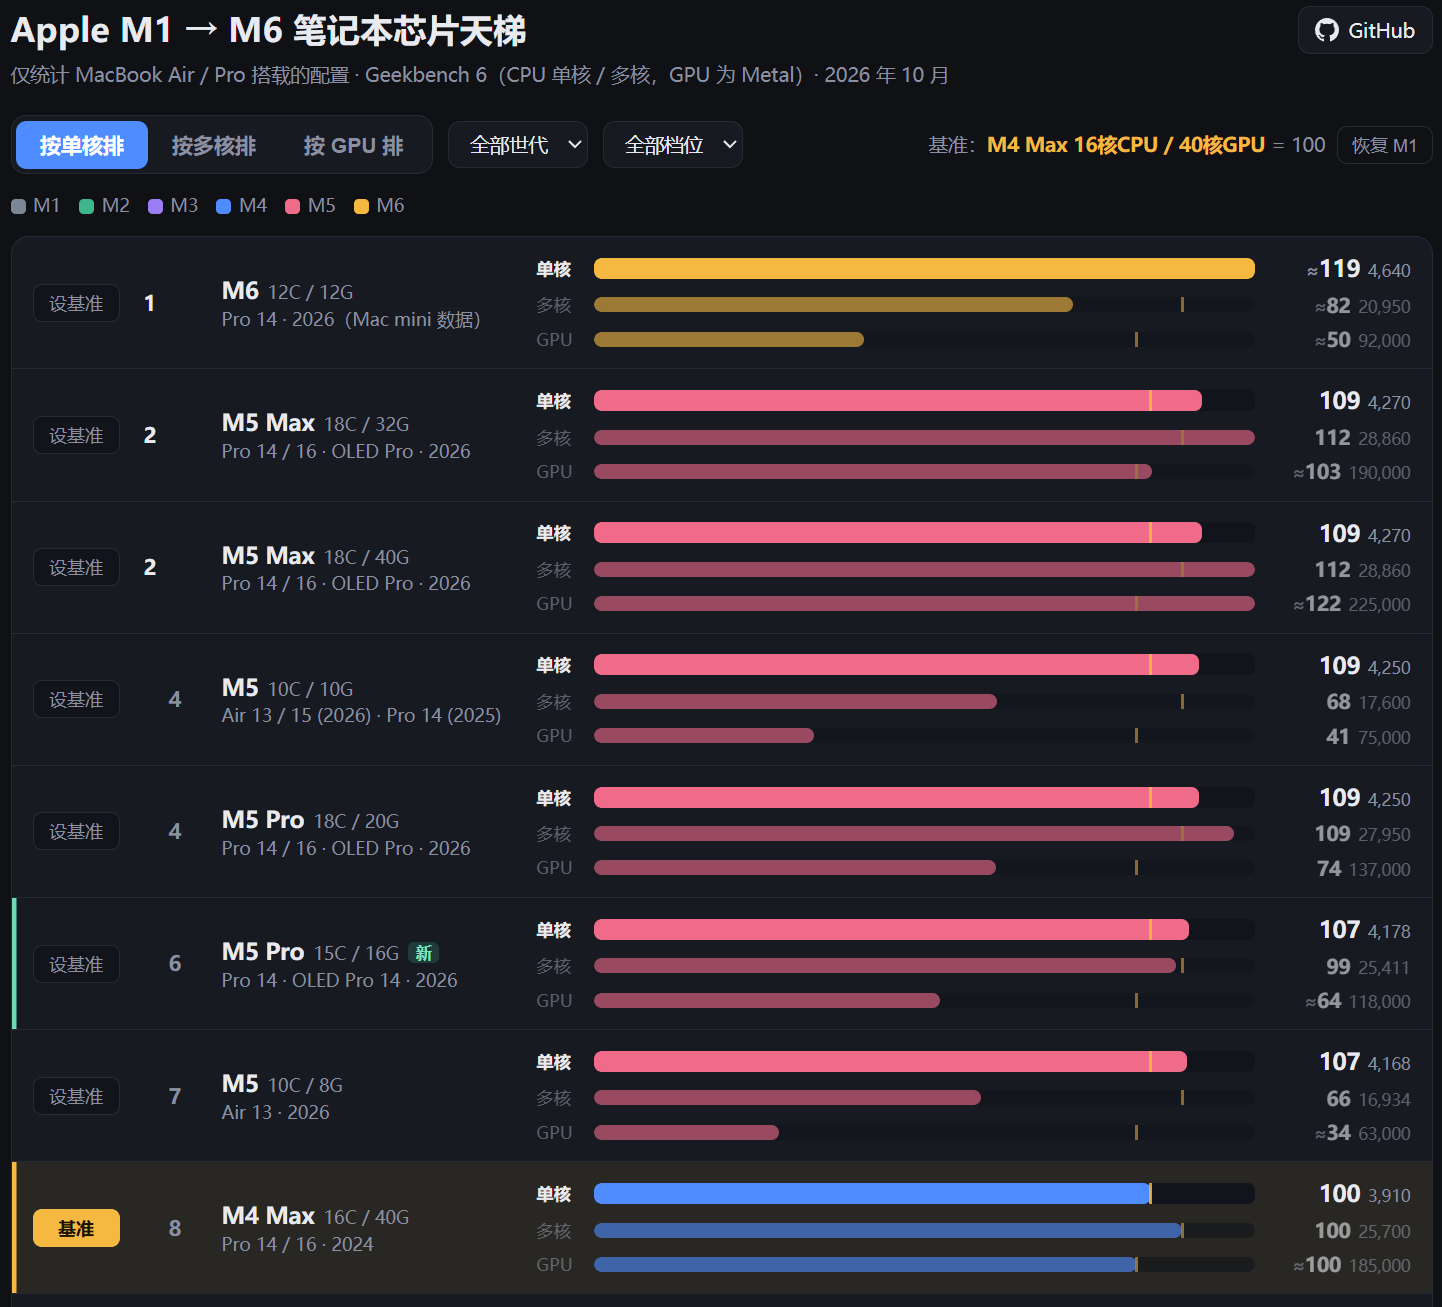 Apple M1 → M6 笔记本芯片天梯
GitHub
仅统计 MacBook Air / Pro 搭载的配置 · Geekbench 6（CPU 单核 / 多核，GPU 为 Metal）· 2026 年 10 月
按单核排 按多核排 按 GPU 排 全部世代 全部档位 基准：M4 Max 16核CPU / 40核GPU = 100 恢复 M1
M1 M2 M3 M4 M5 M6
设基准 1
M6 12C / 12G
Pro 14 · 2026（Mac mini 数据）
单核 ≈119 4,640
多核 ≈82 20,950
GPU ≈50 92,000
设基准 2
M5 Max 18C / 32G
Pro 14 / 16 · OLED Pro · 2026
单核 109 4,270
多核 112 28,860
GPU ≈103 190,000
设基准 2
M5 Max 18C / 40G
Pro 14 / 16 · OLED Pro · 2026
单核 109 4,270
多核 112 28,860
GPU ≈122 225,000
设基准 4
M5 10C / 10G
Air 13 / 15 (2026) · Pro 14 (2025)
单核 109 4,250
多核 68 17,600
GPU 41 75,000
设基准 4
M5 Pro 18C / 20G
Pro 14 / 16 · OLED Pro · 2026
单核 109 4,250
多核 109 27,950
GPU 74 137,000
设基准 6
M5 Pro 15C / 16G 新
Pro 14 · OLED Pro 14 · 2026
单核 107 4,178
多核 99 25,411
GPU ≈64 118,000
设基准 7
M5 10C / 8G
Air 13 · 2026
单核 107 4,168
多核 66 16,934
GPU ≈34 63,000
基准 8
M4 Max 16C / 40G
Pro 14 / 16 · 2024
单核 100 3,910
多核 100 25,700
GPU ≈100 185,000